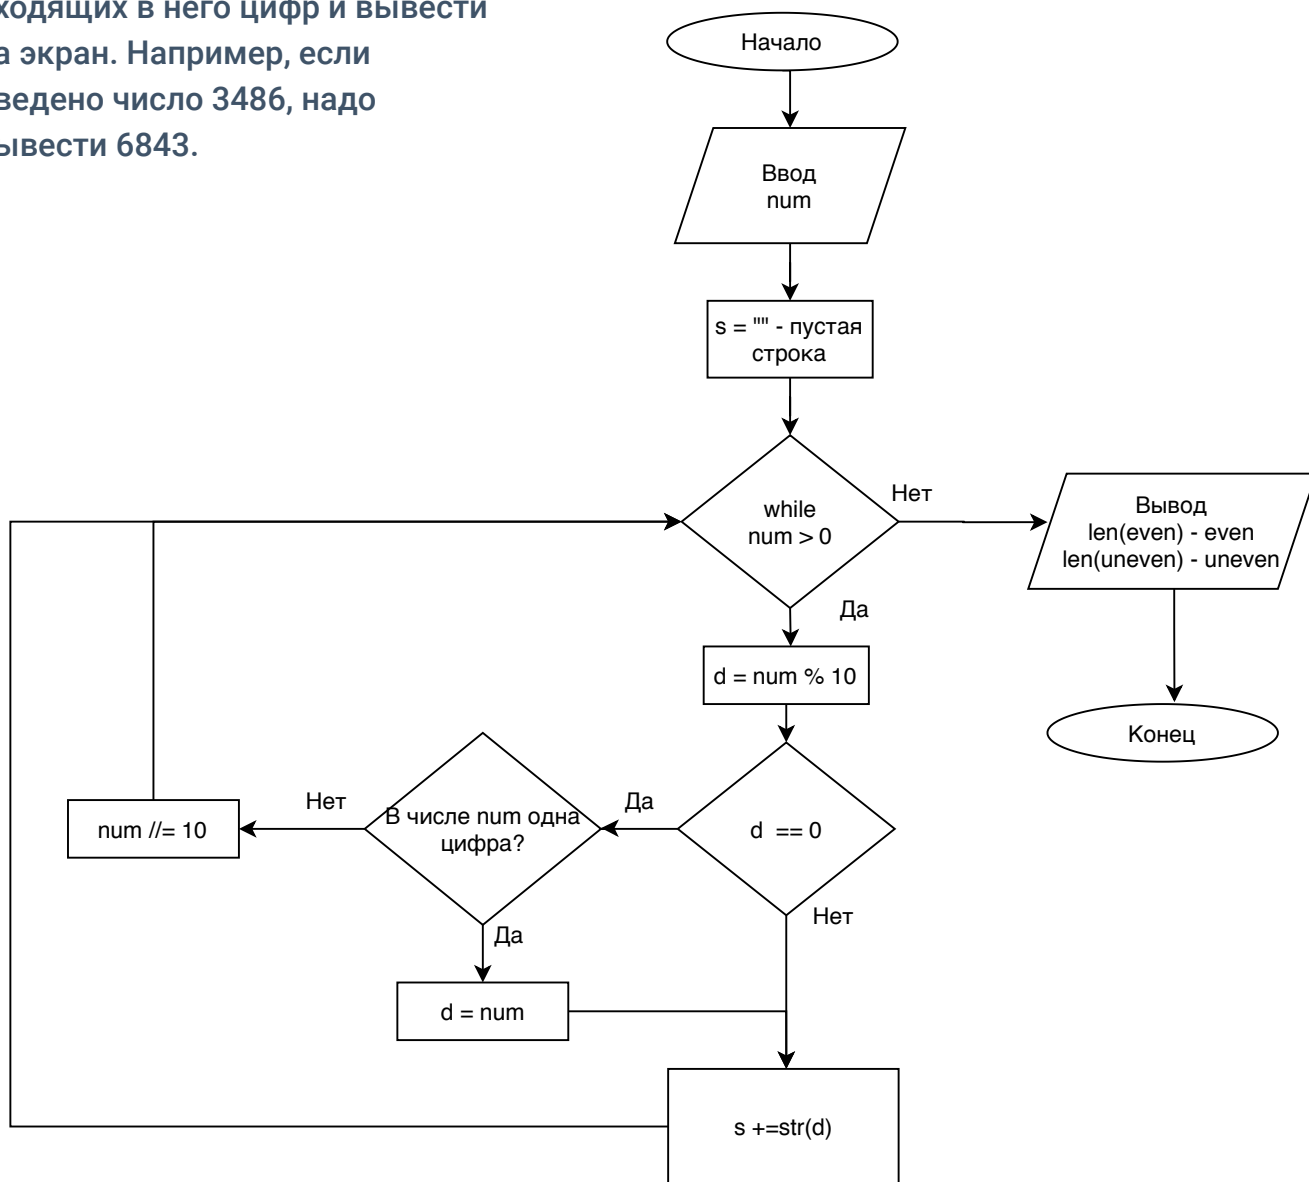 ходящих в него цифр и вывести
а экран. Например, если
ведено число 3486, надо
ывести 6843.
Начало
Ввод
num
s = "" - пустая
строка
while
num > 0
Нет
Вывод
len(even) - even
len(uneven) - uneven
Да
d = num % 10
Конец
d == 0
Да
В числе num одна
цифра?
Нет
num //= 10
Нет
Да
d = num
s +=str(d)